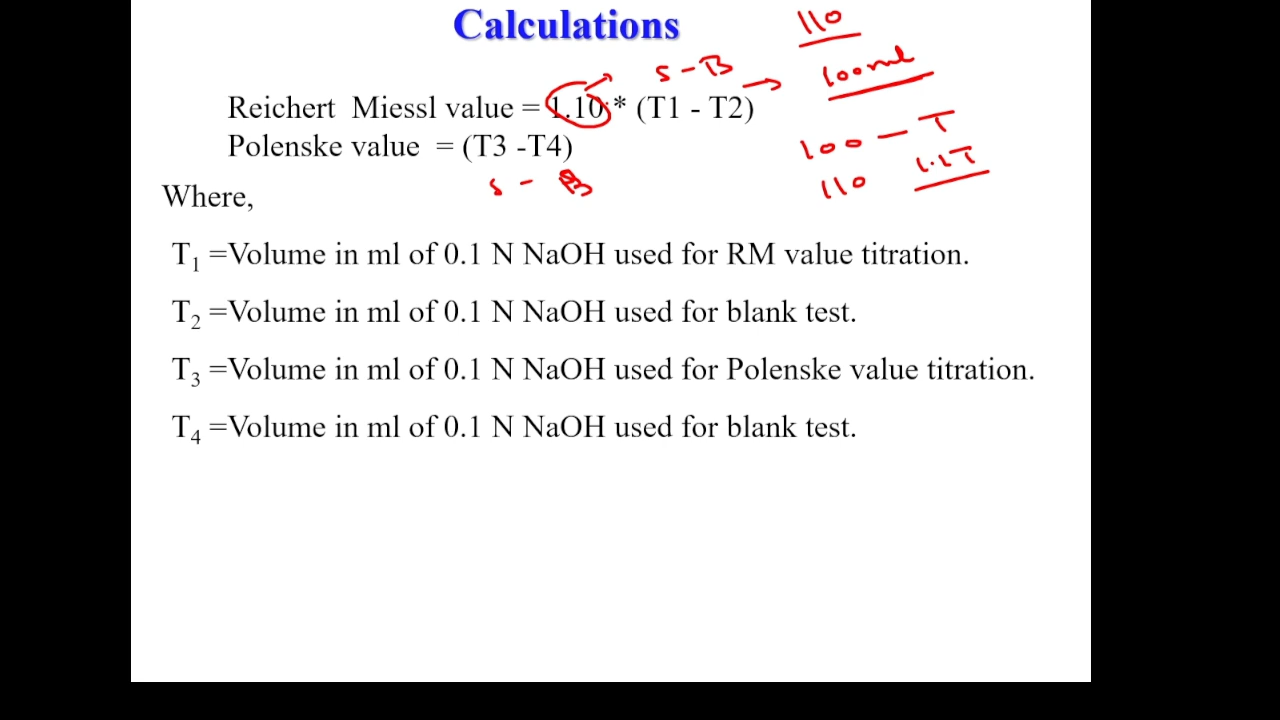 Calculations
110
S - B
100 ml
Reichert Miessl value = 1.10 * (T1 - T2)
100 - T
Polenske value = (T3 -T4)
110 1.1T
S - B
Where,
T1 =Volume in ml of 0.1 N NaOH used for RM value titration.
T2 =Volume in ml of 0.1 N NaOH used for blank test.
T3 =Volume in ml of 0.1 N NaOH used for Polenske value titration.
T4 =Volume in ml of 0.1 N NaOH used for blank test.